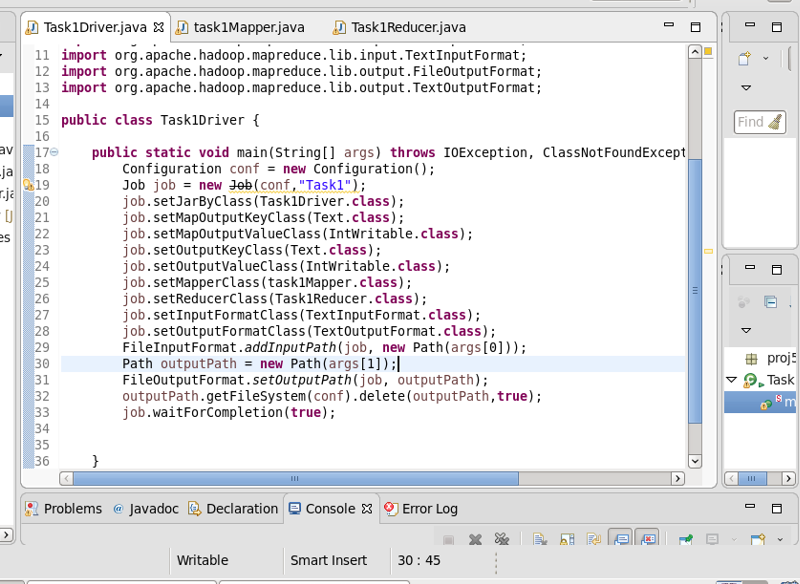 Task1Driver.java task1Mapper.java Task1Reducer.java
11 import org.apache.hadoop.mapreduce.lib.input.TextInputFormat;
12 import org.apache.hadoop.mapreduce.lib.output.FileOutputFormat;
13 import org.apache.hadoop.mapreduce.lib.output.TextOutputFormat;
14
15 public class Task1Driver {
16
17 public static void main(String[] args) throws IOException, ClassNotFoundExcept
18 Configuration conf = new Configuration();
19 Job job = new Job(conf,"Task1");
20 job.setJarByClass(Task1Driver.class);
21 job.setMapOutputKeyClass(Text.class);
22 job.setMapOutputValueClass(IntWritable.class);
23 job.setOutputKeyClass(Text.class);
24 job.setOutputValueClass(IntWritable.class);
25 job.setMapperClass(task1Mapper.class);
26 job.setReducerClass(Task1Reducer.class);
27 job.setInputFormatClass(TextInputFormat.class);
28 job.setOutputFormatClass(TextOutputFormat.class);
29 FileInputFormat.addInputPath(job, new Path(args[0]));
30 Path outputPath = new Path(args[1]);
31 FileOutputFormat.setOutputPath(job, outputPath);
32 outputPath.getFileSystem(conf).delete(outputPath,true);
33 job.waitForCompletion(true);
34
35
36 }
Find
proj5
Task
m
Problems Javadoc Declaration Console Error Log
Writable Smart Insert 30 : 45